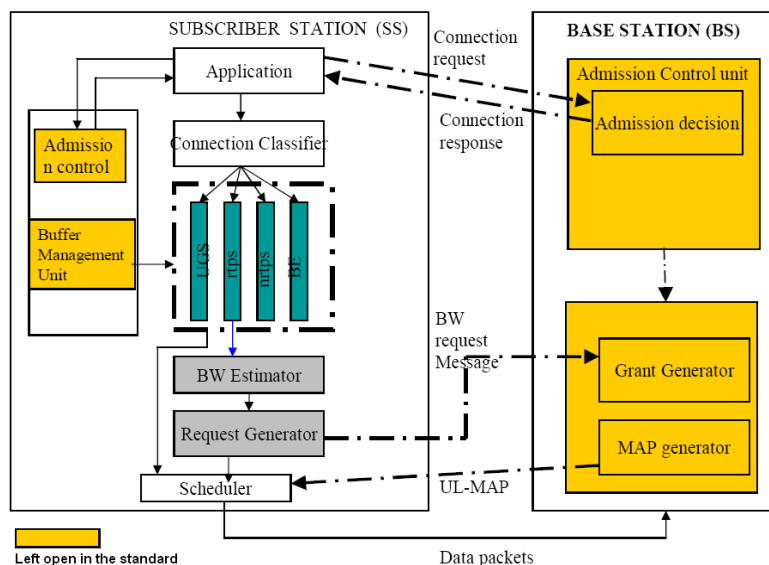 SUBSCRIBER STATION (SS)
Application
Connection Classifier
Admissio
n control
Buffer
Management
Unit
UGS
rtps
nrtps
BE
BW Estimator
Request Generator
Scheduler
Connection
request
Connection
response
BW
request
Message
UL-MAP
Data packets
BASE STATION (BS)
Admission Control unit
Admission decision
Grant Generator
MAP generator
Left open in the standard